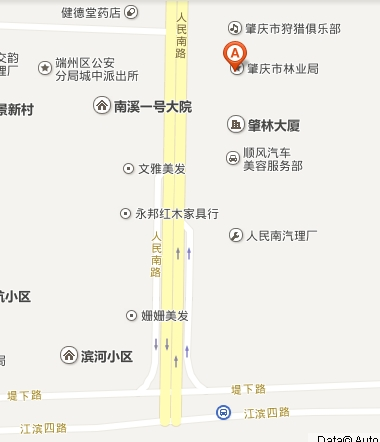 健德堂药店
人民南路
肇庆市狩猎俱乐部
A
肇庆市林业局
端州区公安
分局城中派出所
交韵
理厂
南溪一号大院
景新村
肇林大厦
顺风汽车
美容服务部
文雅美发
永邦红木家具行
人民南路
人民南汽理厂
杭小区
姗姗美发
滨河小区
局
堤下路
堤下路
江滨四路
江滨四路
Data© Auto